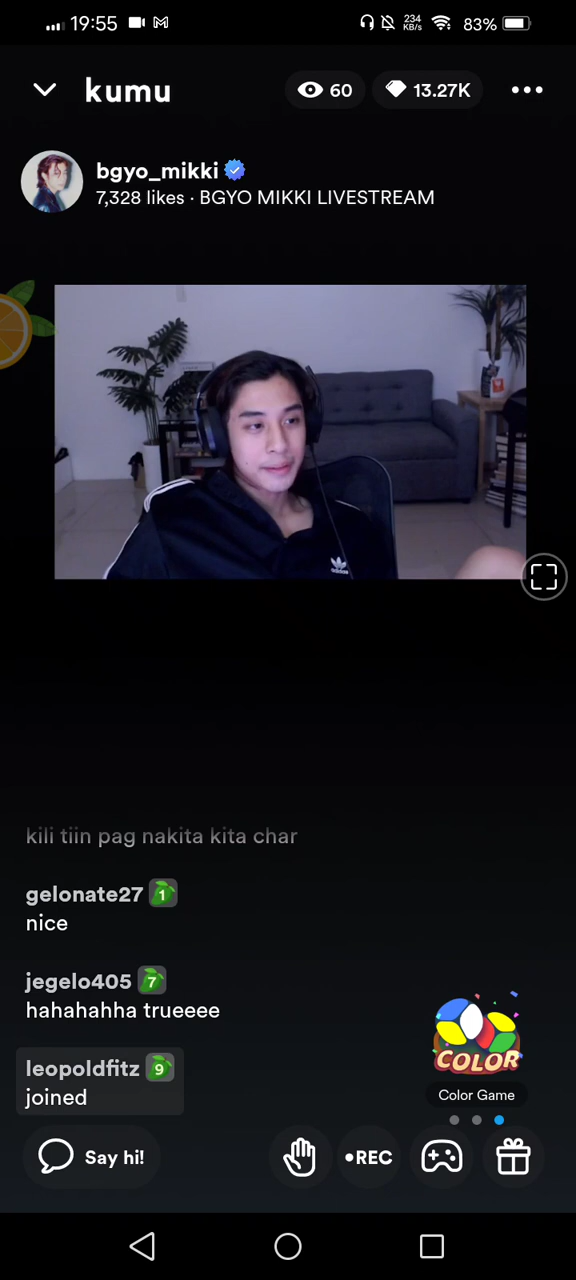 19:55
234
KB/s
83%
kumu
60
13.27K
bgyo_mikki
7,328 likes · BGYO MIKKI LIVESTREAM
adidas
kili tiin pag nakita kita char
gelonate27 1
nice
jegelo405 7
hahahahha trueeee
leopoldfitz 9
joined
COLOR
Color Game
Say hi!
•REC